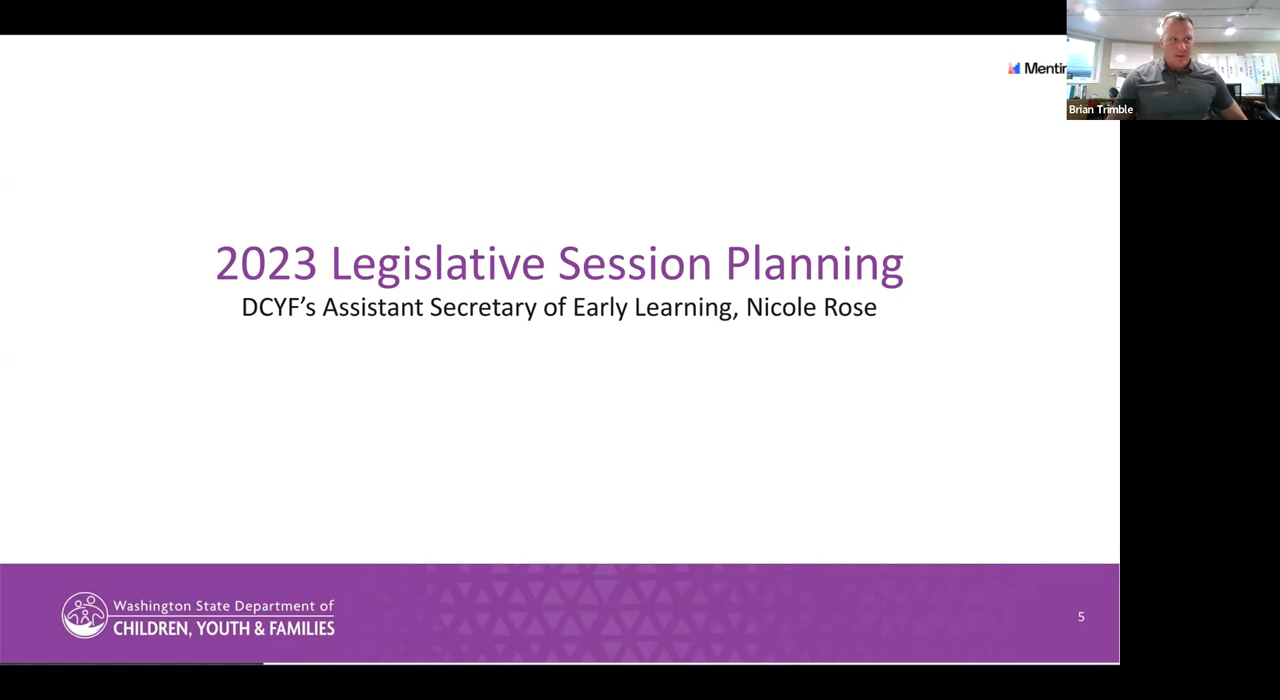 Mentir
Brian Trimble
2023 Legislative Session Planning
DCYF's Assistant Secretary of Early Learning, Nicole Rose
Washington State Department of
CHILDREN, YOUTH & FAMILIES
5